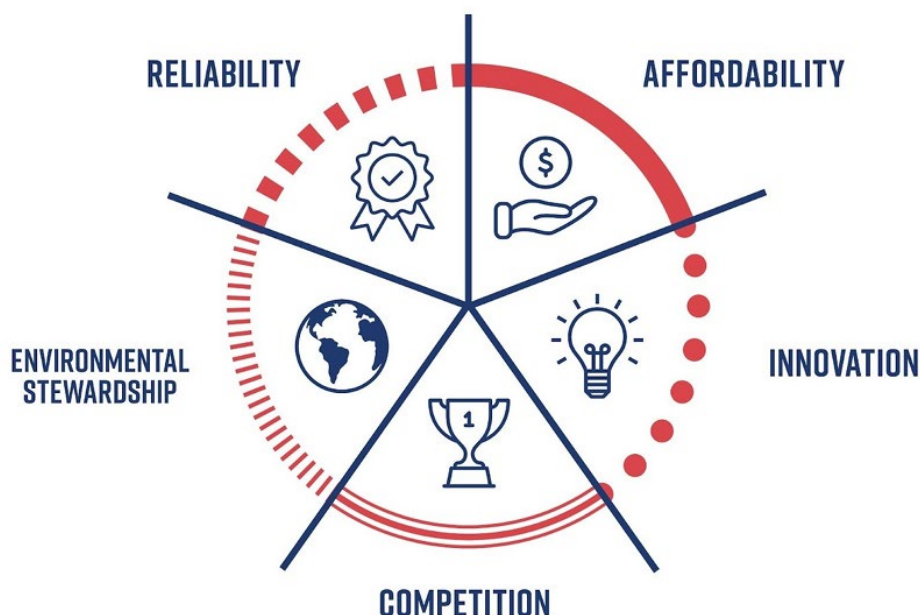 RELIABILITY
AFFORDABILITY
$
ENVIRONMENTAL
STEWARDSHIP
INNOVATION
1
COMPETITION